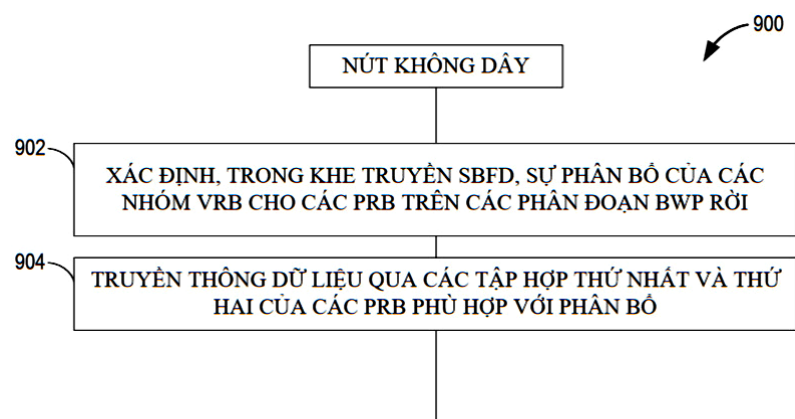 900
NÚT KHÔNG DÂY
902
XÁC ĐỊNH, TRONG KHE TRUYỀN SBFD, SỰ PHÂN BỔ CỦA CÁC
NHÓM VRB CHO CÁC PRB TRÊN CÁC PHÂN ĐOẠN BWP RỜI
904
TRUYỀN THÔNG DỮ LIỆU QUA CÁC TẬP HỢP THỨ NHẤT VÀ THỨ
HAI CỦA CÁC PRB PHÙ HỢP VỚI PHÂN BỔ